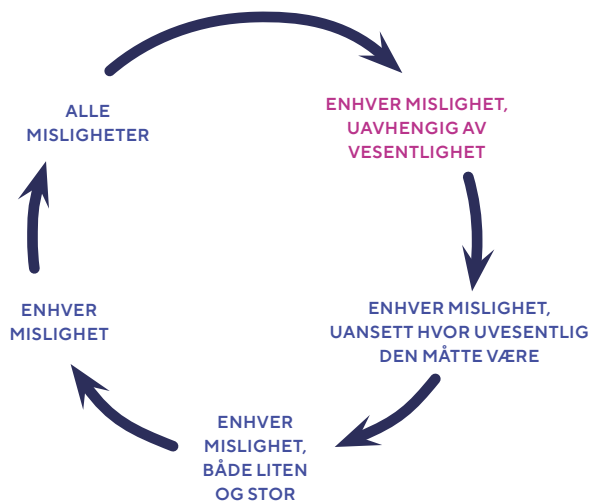 ALLE
MISLIGHETER
ENHVER MISLIGHET,
UAVHENGIG AV
VESENTLIGHET
ENHVER MISLIGHET,
UANSETT HVOR UVESENTLIG
DEN MÅTTE VÆRE
ENHVER
MISLIGHET,
BÅDE LITEN
OG STOR
ENHVER
MISLIGHET